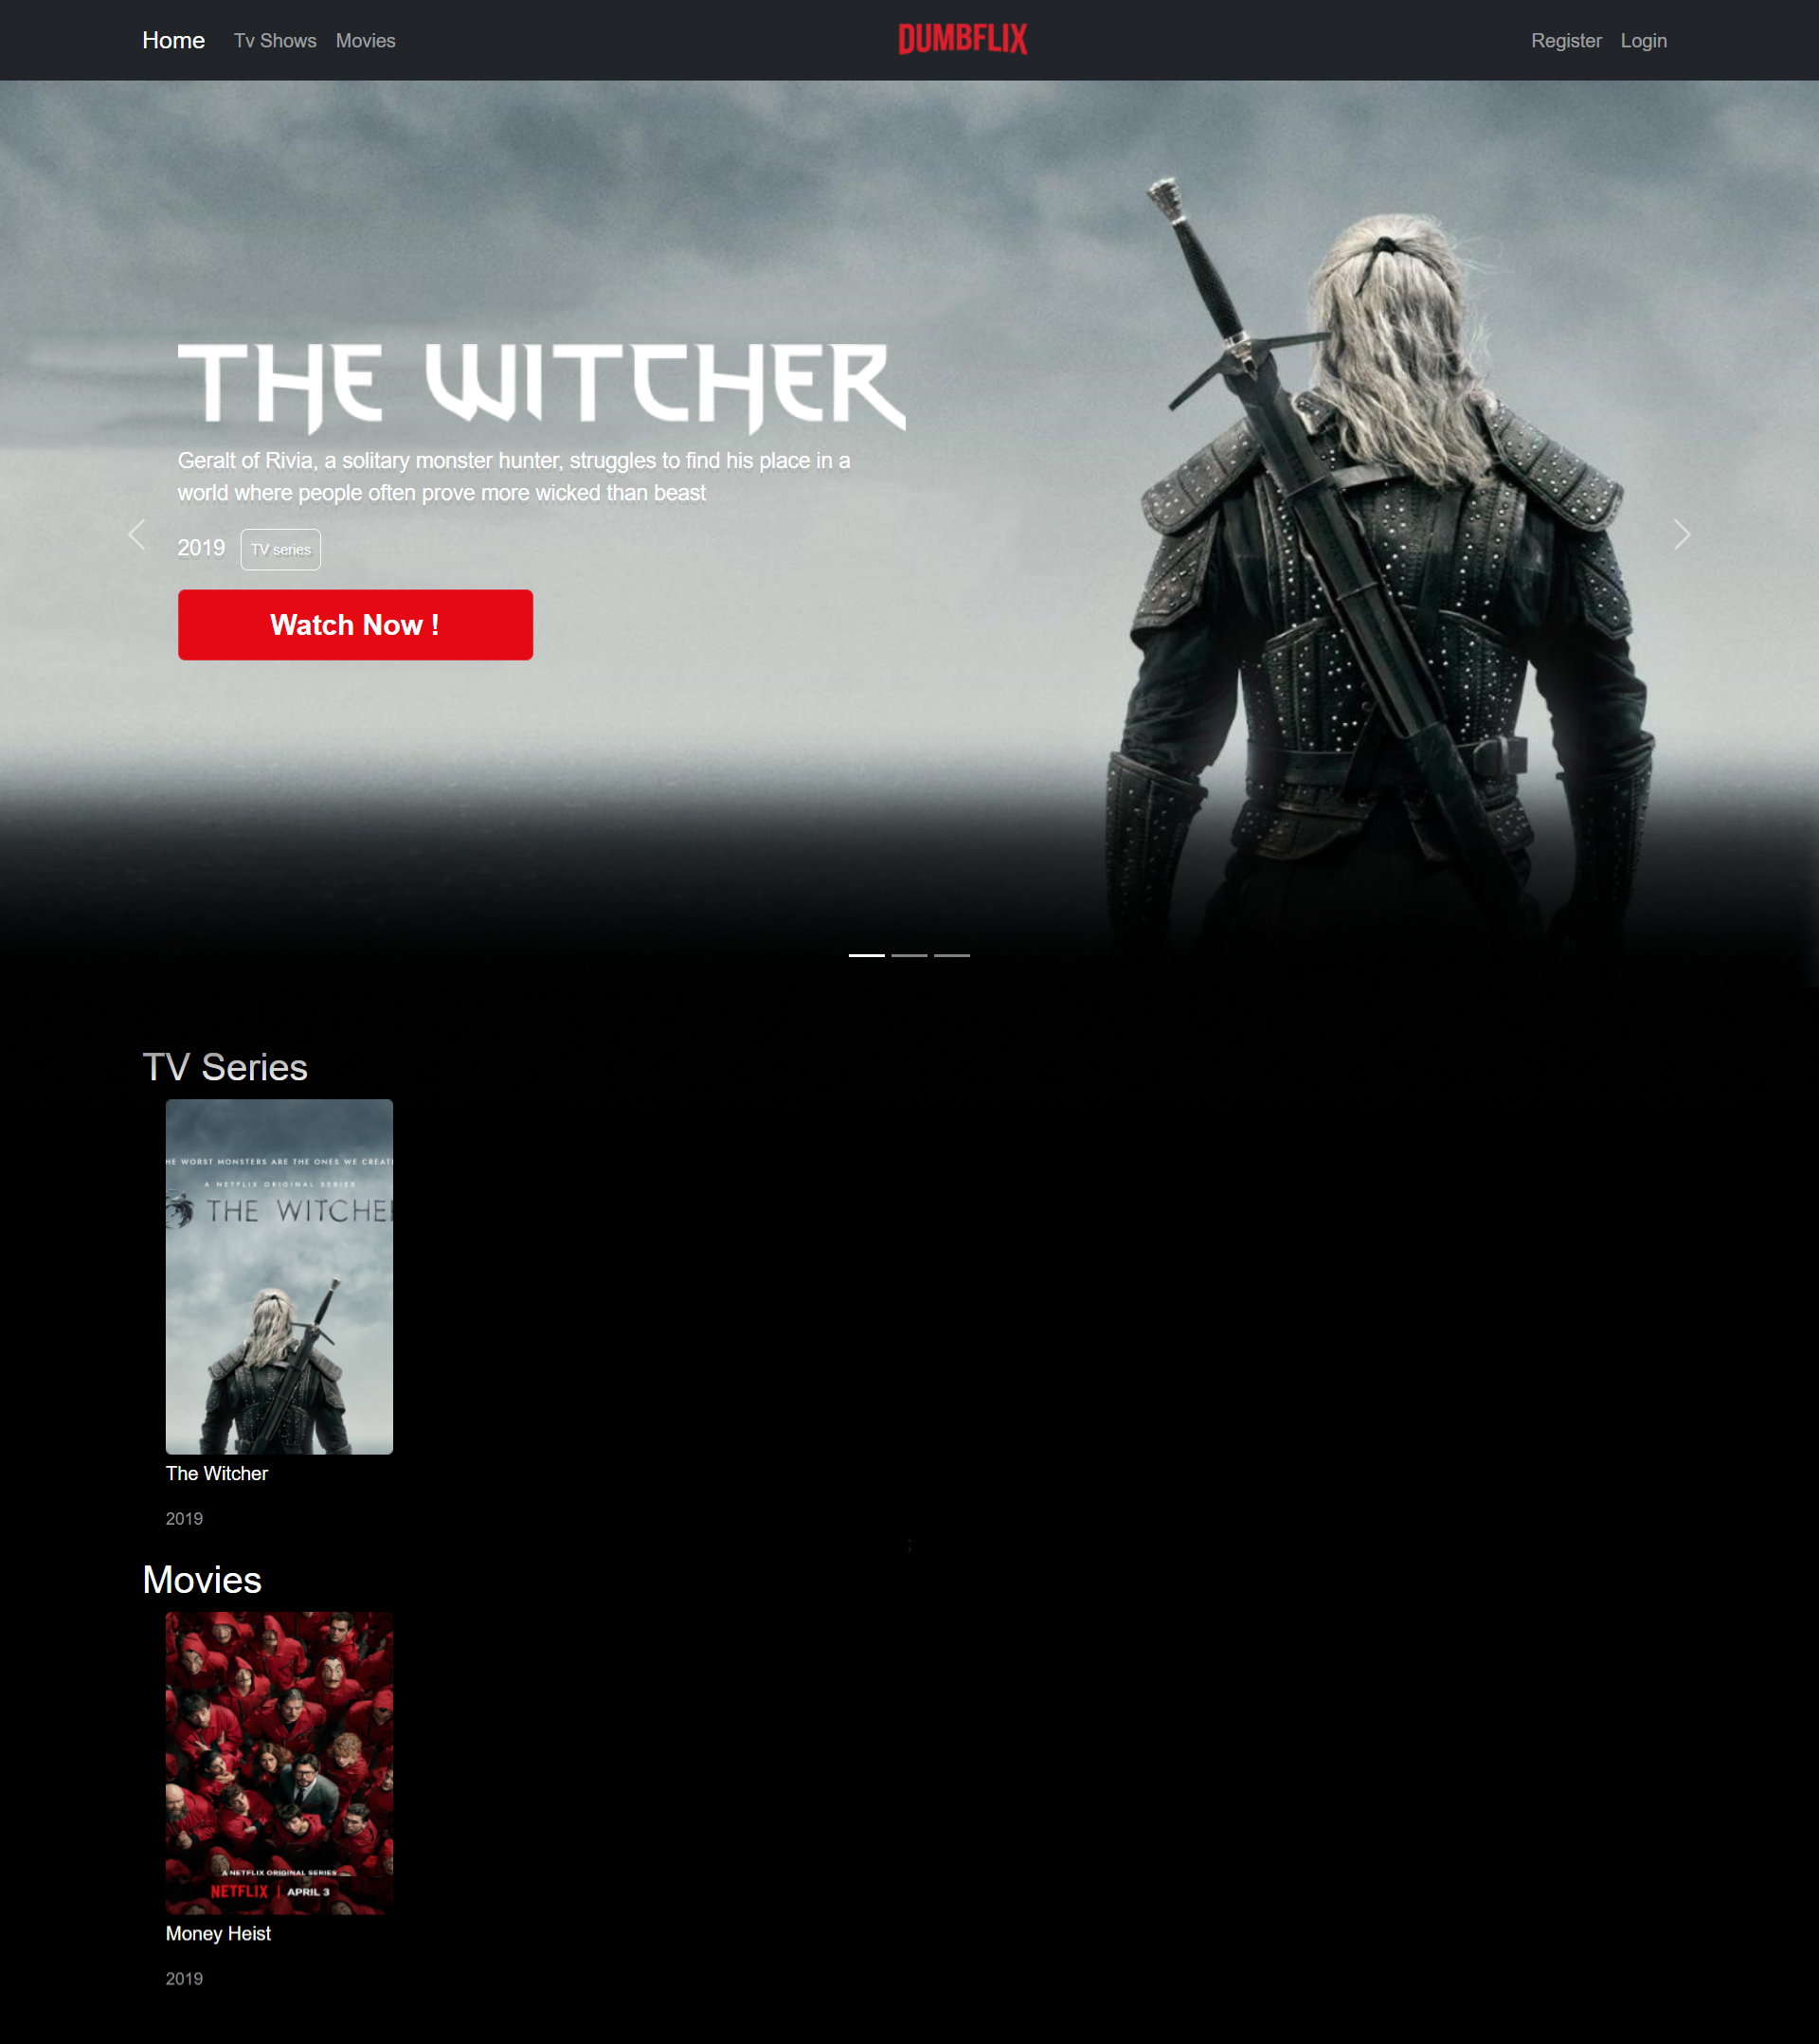 Home
Tv Shows
Movies
DUMBFLIX
Register
Login
THE WITCHER
Geralt of Rivia, a solitary monster hunter, struggles to find his place in a
world where people often prove more wicked than beast
2019
TV series
Watch Now !
TV Series
HE WORST MONSTERS ARE THE ONES WE CREATE
A NETFLIX ORIGINAL SERIES
THE WITCHER
The Witcher
2019
;
Movies
A NETFLIX ORIGINAL SERIES
NETFLIX | APRIL 3
Money Heist
2019